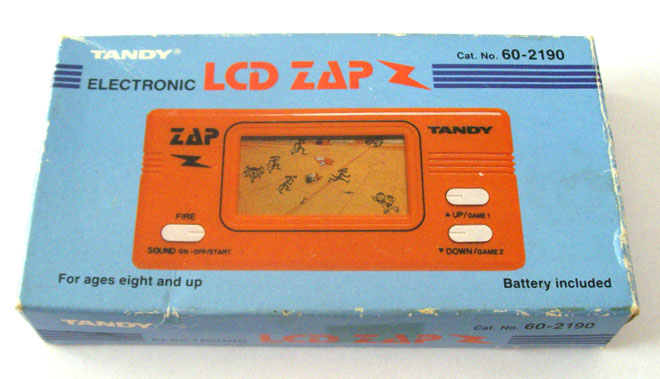 TANDY®
Cat. No. 60-2190
ELECTRONIC LCD ZAP
ZAP
TANDY
FIRE
SOUND ON-OFF/START
▲ UP/GAME 1
▼ DOWN/GAME 2
For ages eight and up
Battery included
TANDY
Cat. No. 60-2190
ELECTRONIC LCD ZAP